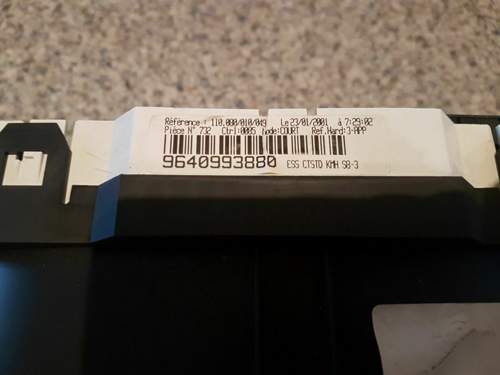 Référence : 110.080/010/049 Le 23/01/2001 à 7:29:02
Pièce N° 732 Ctrl:0005 Mode:COURT Ref.Hard:3-APP
9640993880 ESS CTSTD KMH S8-3